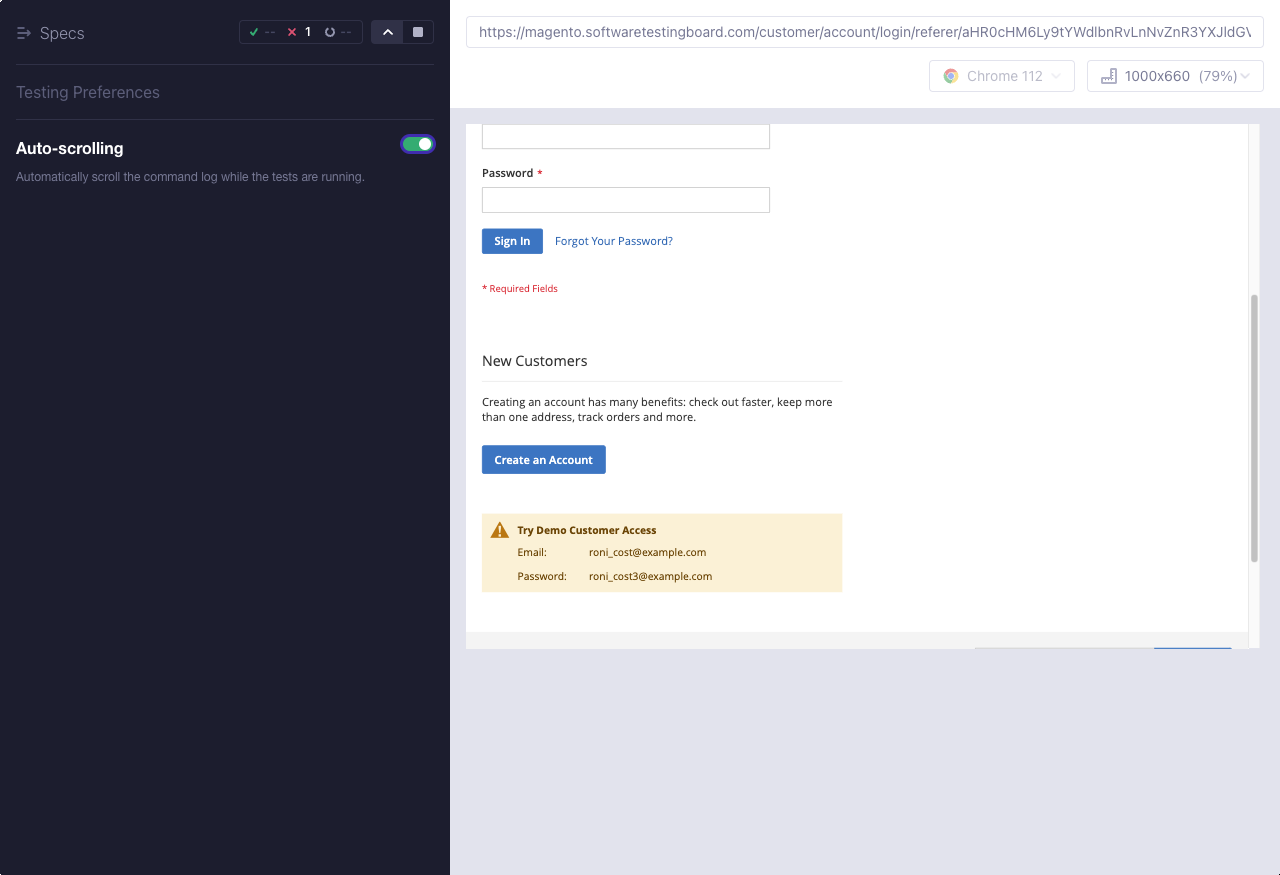 Specs
-- 1 --
Testing Preferences
Auto-scrolling
Automatically scroll the command log while the tests are running.
https://magento.softwaretestingboard.com/customer/account/login/referer/
Chrome 112
1000x660 (79%)
Password *
Sign In
Forgot Your Password?
* Required Fields
New Customers
Creating an account has many benefits: check out faster, keep more
than one address, track orders and more.
Create an Account
Try Demo Customer Access
Email: roni_cost@example.com
Password: roni_cost3@example.com